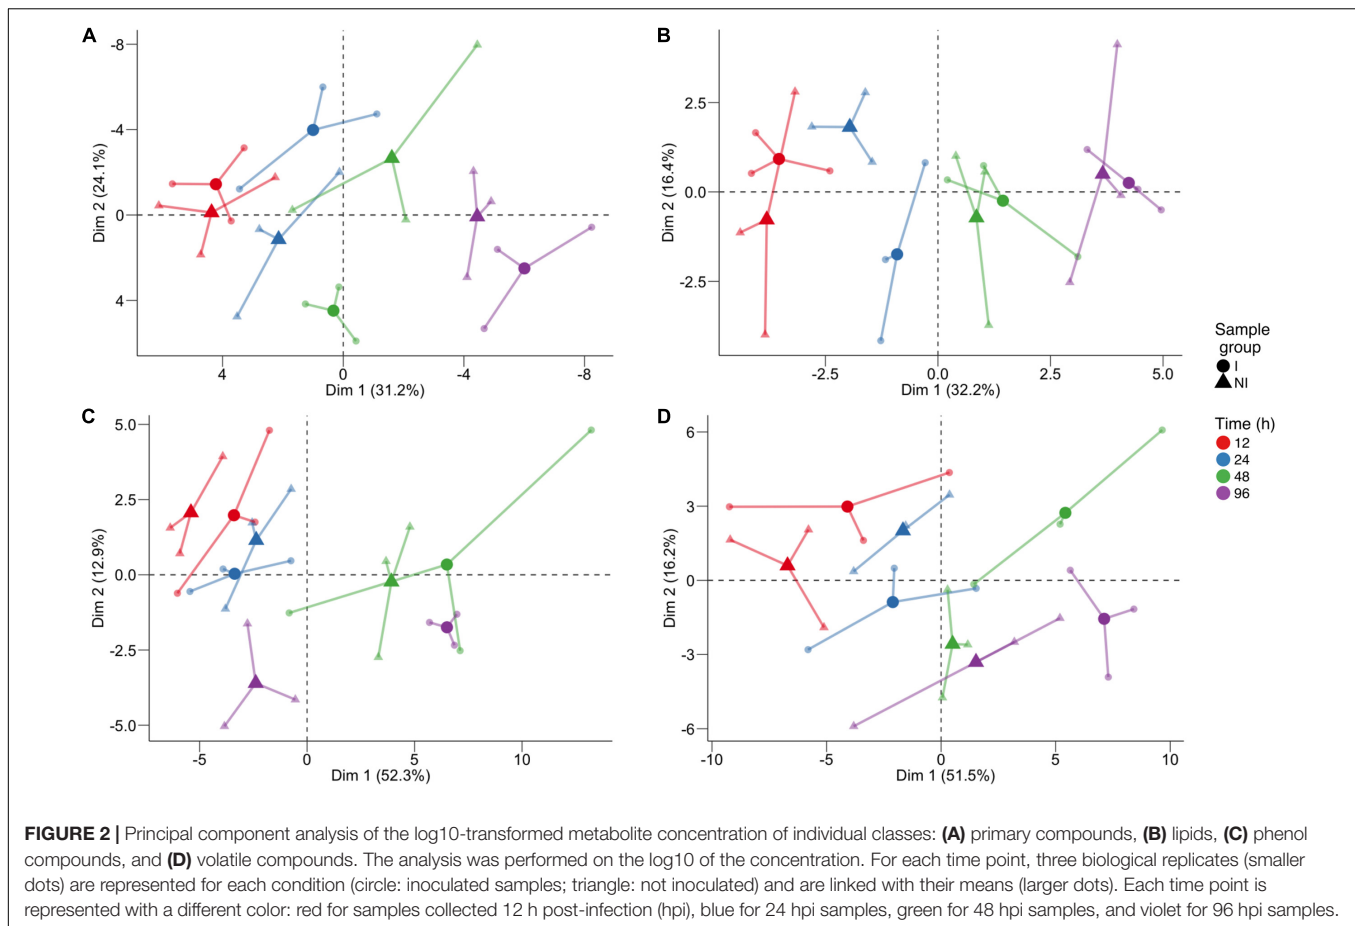 A
-8
-4
0
4
Dim 2 (24.1%)
4
0
-4
-8
Dim 1 (31.2%)
B
2.5
0.0
-2.5
Dim 2 (16.4%)
-2.5
0.0
2.5
5.0
Dim 1 (32.2%)
Sample
group
I
NI
Time (h)
12
24
48
96
C
5.0
2.5
0.0
-2.5
-5.0
Dim 2 (12.9%)
-5
0
5
10
Dim 1 (52.3%)
D
6
3
0
-3
-6
Dim 2 (16.2%)
-10
-5
0
5
10
Dim 1 (51.5%)
FIGURE 2 | Principal component analysis of the log10-transformed metabolite concentration of individual classes: (A) primary compounds, (B) lipids, (C) phenol
compounds, and (D) volatile compounds. The analysis was performed on the log10 of the concentration. For each time point, three biological replicates (smaller
dots) are represented for each condition (circle: inoculated samples; triangle: not inoculated) and are linked with their means (larger dots). Each time point is
represented with a different color: red for samples collected 12 h post-infection (hpi), blue for 24 hpi samples, green for 48 hpi samples, and violet for 96 hpi samples.